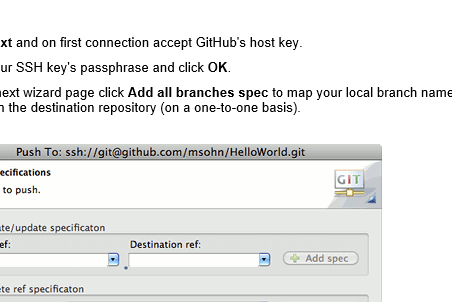 xt and on first connection accept GitHub's host key.
ur SSH key's passphrase and click OK.
next wizard page click Add all branches spec to map your local branch name
n the destination repository (on a one-to-one basis).
Push To: ssh://git@github.com/msohn/HelloWorld.git
ecifications
to push.
GIT
ate/update specificaton
ef:
Destination ref:
Add spec
ete ref specificaton